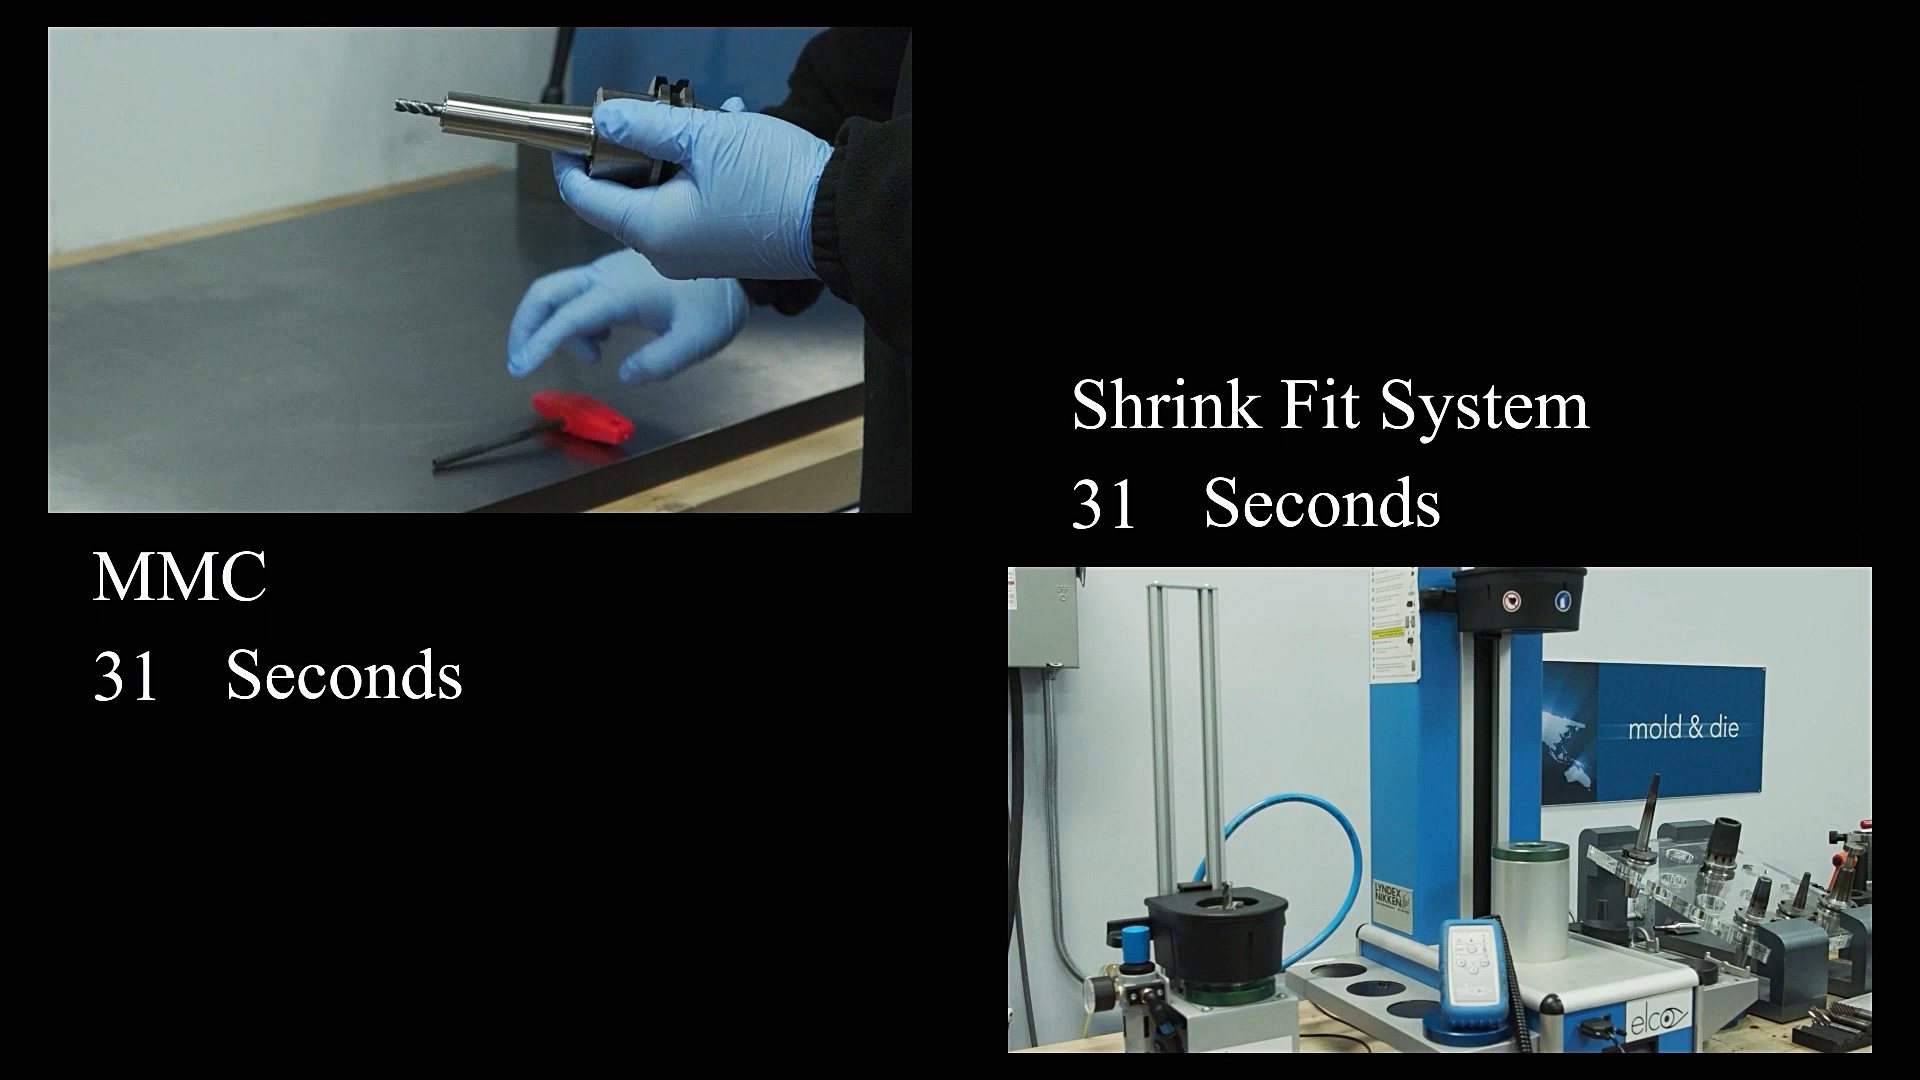 MMC
31 Seconds
Shrink Fit System
31 Seconds
mold & die
LYNDEX
NIKKEN
elco